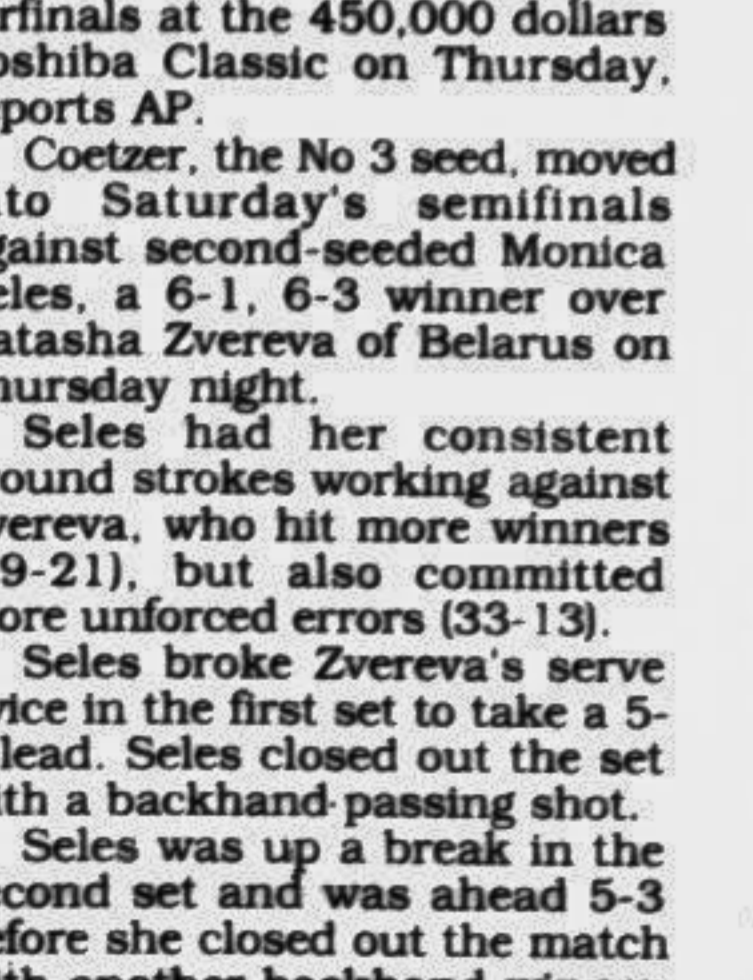 rfinals at the 450,000 dollars
oshiba Classic on Thursday,
ports AP.
Coetzer, the No 3 seed, moved
to Saturday's semifinals
gainst second-seeded Monica
eles, a 6-1, 6-3 winner over
atasha Zvereva of Belarus on
hursday night.
Seles had her consistent
ound strokes working against
vereva, who hit more winners
9-21), but also committed
ore unforced errors (33-13).
Seles broke Zvereva's serve
vice in the first set to take a 5-
lead. Seles closed out the set
ith a backhand passing shot.
Seles was up a break in the
econd set and was ahead 5-3
efore she closed out the match
another backhand